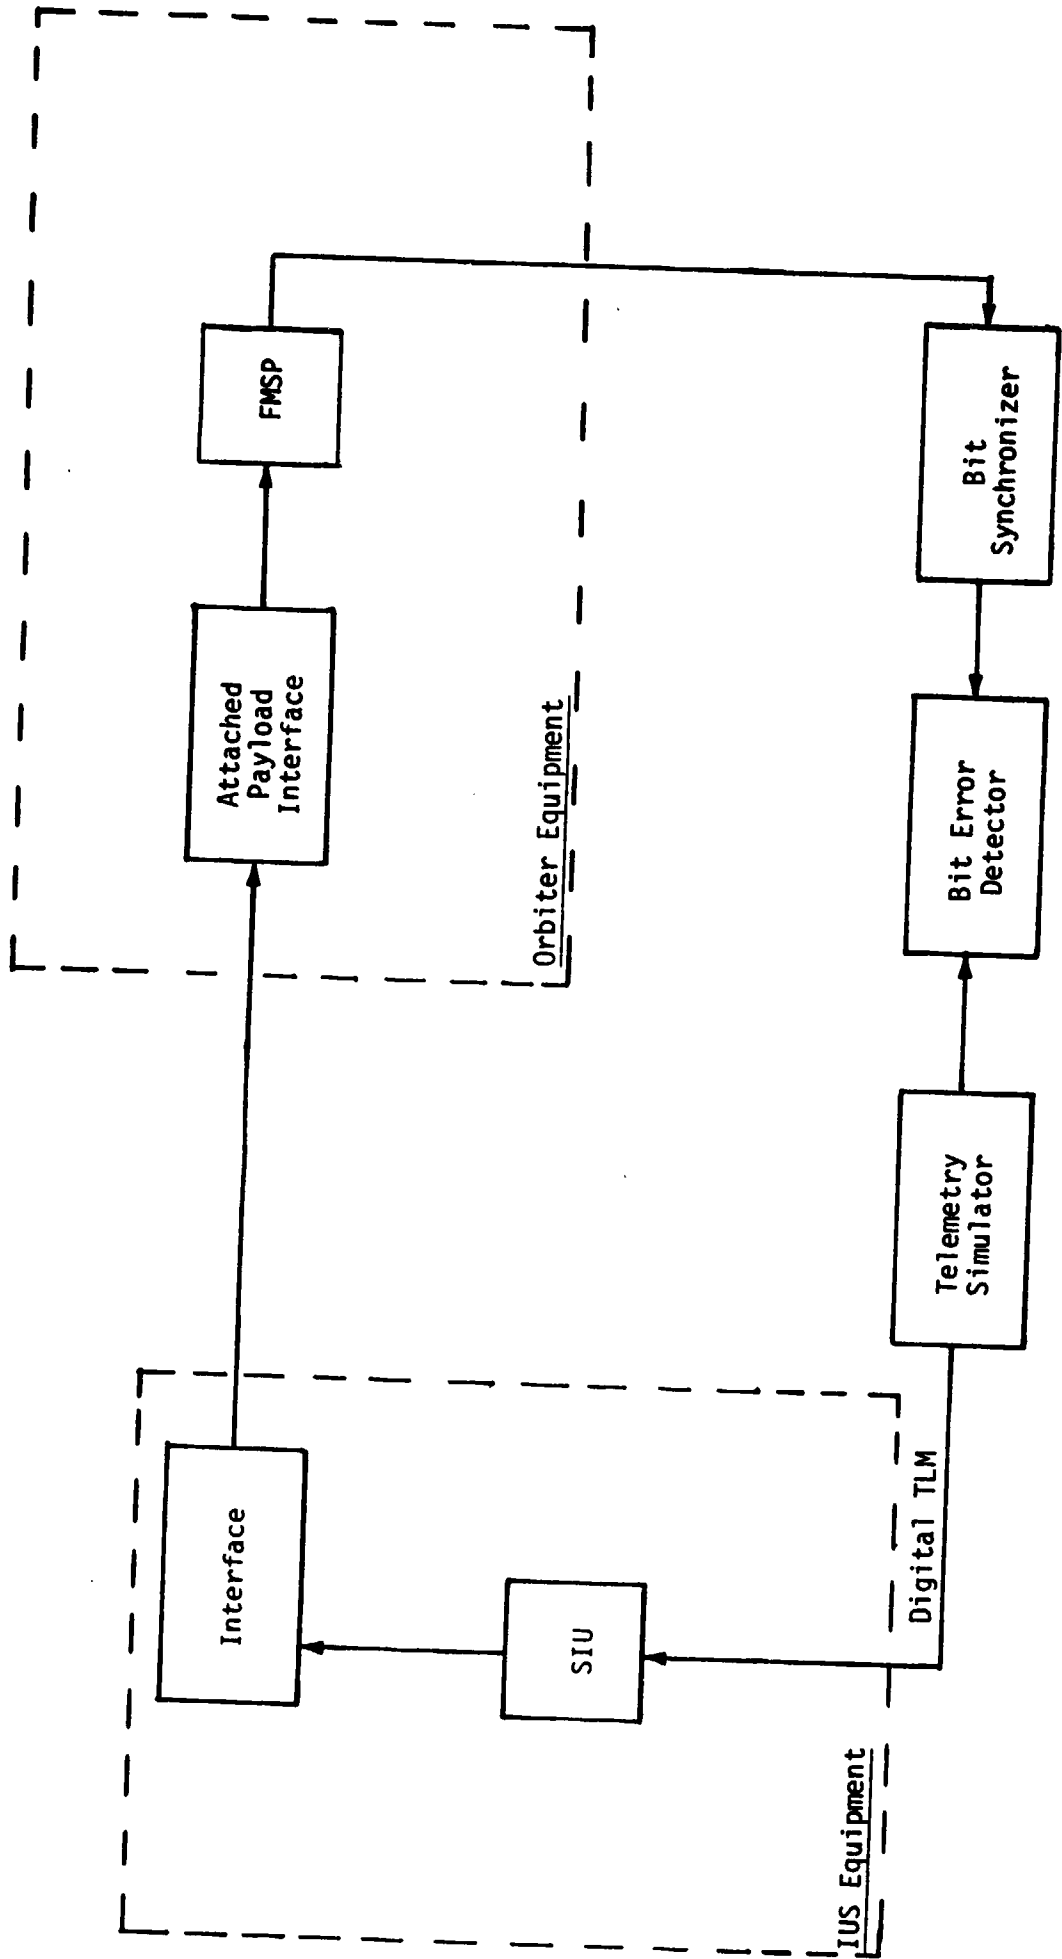 Interface
SIU
IUS Equipment
Digital TLM
Attached
Payload
Interface
FMSP
Orbiter Equipment
Telemetry
Simulator
Bit Error
Detector
Bit
Synchronizer